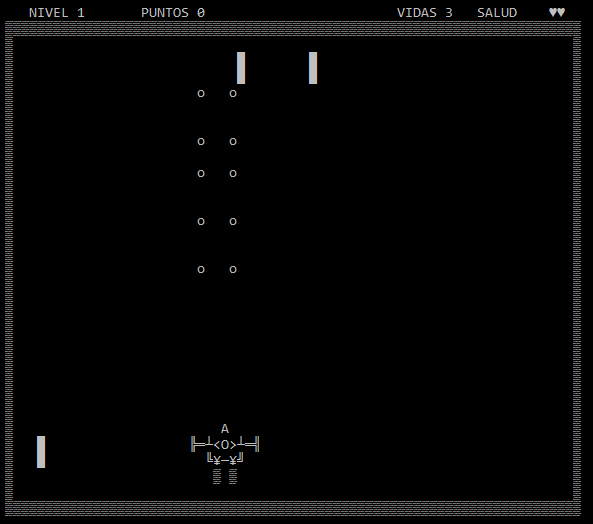 NIVEL 1 PUNTOS 0 VIDAS 3 SALUD ♥♥
o o
o o
o o
o o
o o
A
╠═┴<O>┴═╣
╚¥─¥╝